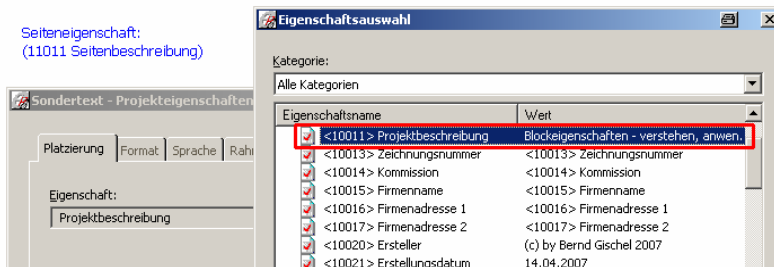 Seiteneigenschaft:
(11011 Seitenbeschreibung)
Sondertext - Projekteigenschaften
Platzierung Format Sprache
Eigenschaft:
Projektbeschreibung
Eigenschaftsauswahl
Kategorie:
Alle Kategorien
Eigenschaftsname Wert
<10011> Projektbeschreibung Blockeigenschaften - verstehen, anwen.
<10013> Zeichnungsnummer <10013> Zeichnungsnummer
<10014> Kommission <10014> Kommission
<10015> Firmenname <10015> Firmenname
<10016> Firmenadresse 1 <10016> Firmenadresse 1
<10017> Firmenadresse 2 <10017> Firmenadresse 2
<10020> Ersteller (c) by Bernd Gischel 2007
<10021> Erstellungsdatum 14.04.2007